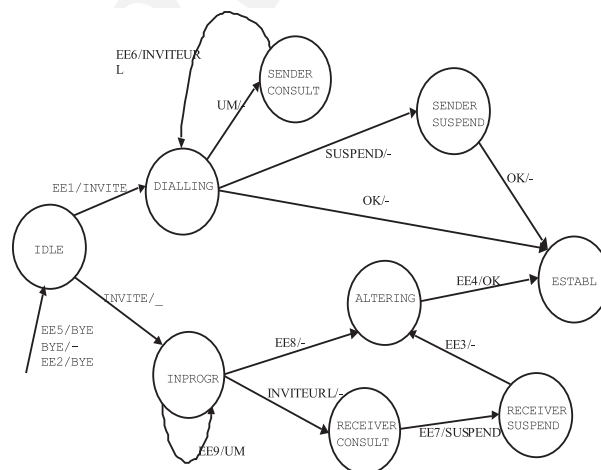 EE6/INVITEUR
L
SENDER
CONSULT
UM/-
SENDER
SUSPEND
SUSPEND/-
DIALLING
EE1/INVITE
OK/-
OK/-
IDLE
INVITE/_
ALTERING
EE4/OK
ESTABL
EE5/BYE
BYE/-
EE2/BYE
EE8/-
EE3/-
INPROGR
INVITEURL/-
RECEIVER
CONSULT
EE7/SUSPEND
RECEIVER
SUSPEND
EE9/UM